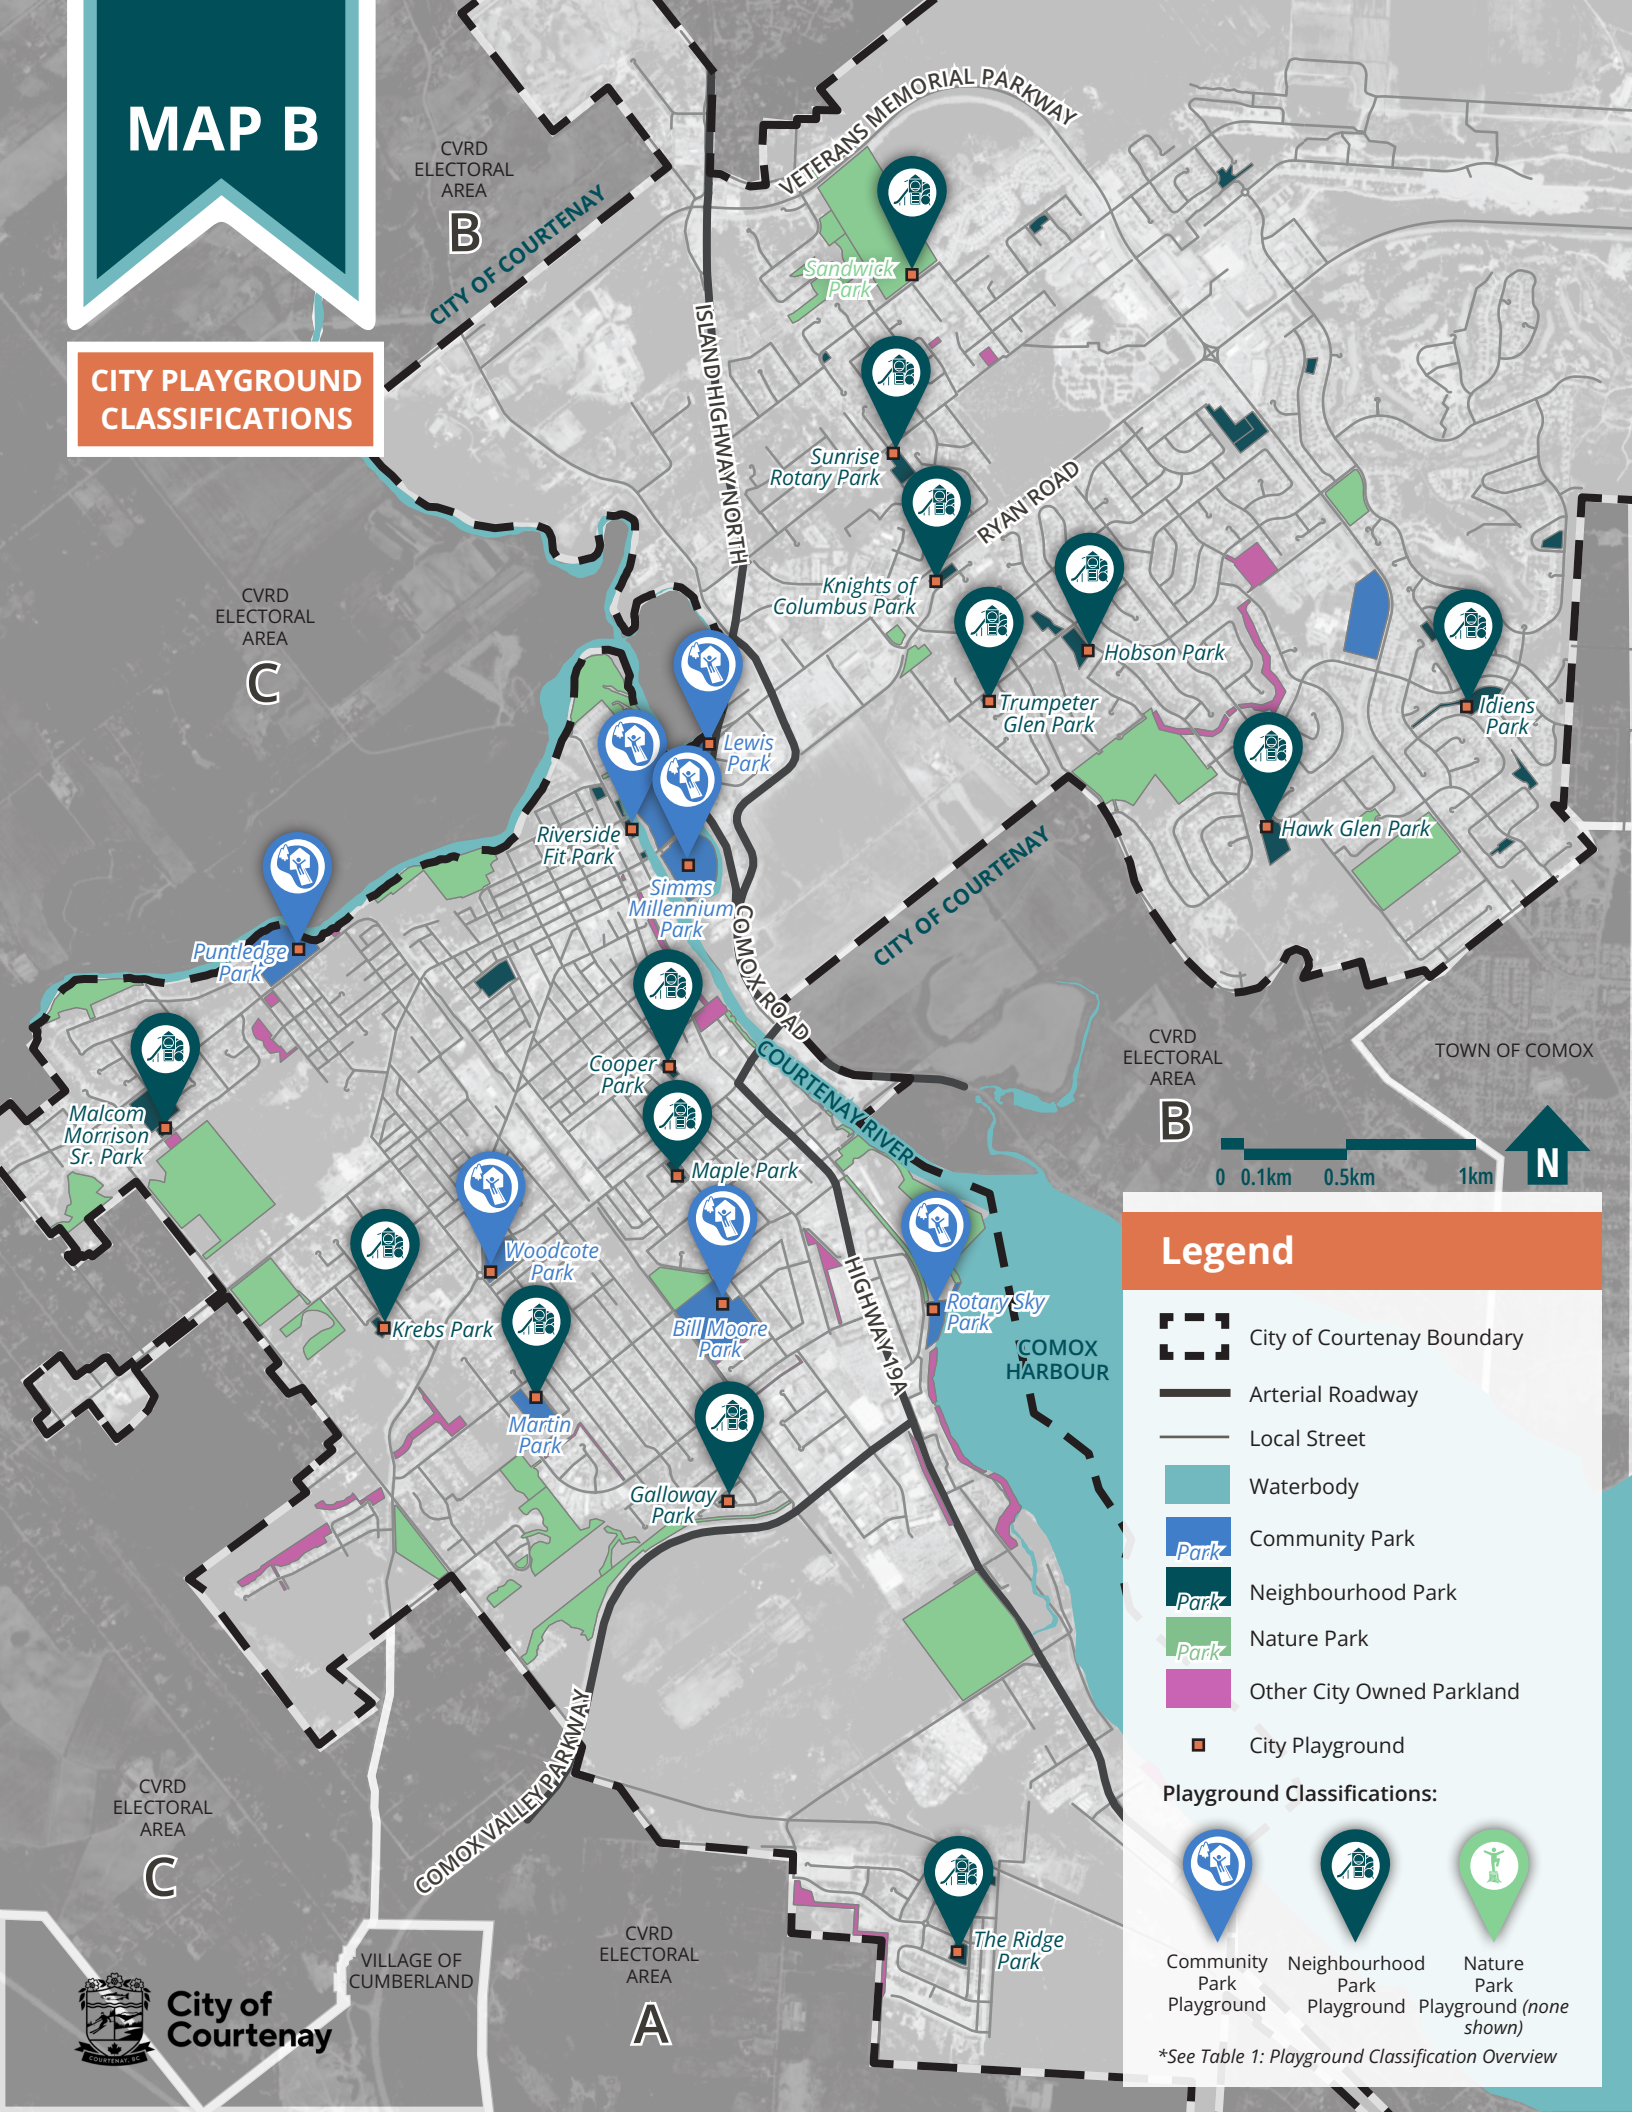 MAP B
CITY PLAYGROUND
CLASSIFICATIONS
CVRD
ELECTORAL
AREA
B
CITY OF COURTENAY
VETERANS MEMORIAL PARKWAY
ISLAND HIGHWAY NORTH
Sandwick
Park
Sunrise
Rotary Park
RYAN ROAD
Knights of
Columbus Park
Hobson Park
Trumpeter
Glen Park
Idiens
Park
Hawk Glen Park
CVRD
ELECTORAL
AREA
C
Lewis
Park
Riverside
Fit Park
Simms
Millennium
Park
Puntledge
Park
COMOX ROAD
CITY OF COURTENAY
CVRD
ELECTORAL
AREA
B
TOWN OF COMOX
Cooper
Park
COURTENAY RIVER
Malcom
Morrison
Sr. Park
Maple Park
Woodcote
Park
Krebs Park
Bill Moore
Park
HIGHWAY 19A
Rotary Sky
Park
COMOX
HARBOUR
Martin
Park
Galloway
Park
COMOX VALLEY PARKWAY
CVRD
ELECTORAL
AREA
C
VILLAGE OF
CUMBERLAND
CVRD
ELECTORAL
AREA
A
The Ridge
Park
City of
Courtenay
COURTENAY, BC
0 0.1km 0.5km 1km
N
Legend
City of Courtenay Boundary
Arterial Roadway
Local Street
Waterbody
Park
Community Park
Park
Neighbourhood Park
Park
Nature Park
Other City Owned Parkland
City Playground
Playground Classifications:
Community
Park
Playground
Neighbourhood
Park
Playground
Nature
Park
Playground (none
shown)
*See Table 1: Playground Classification Overview